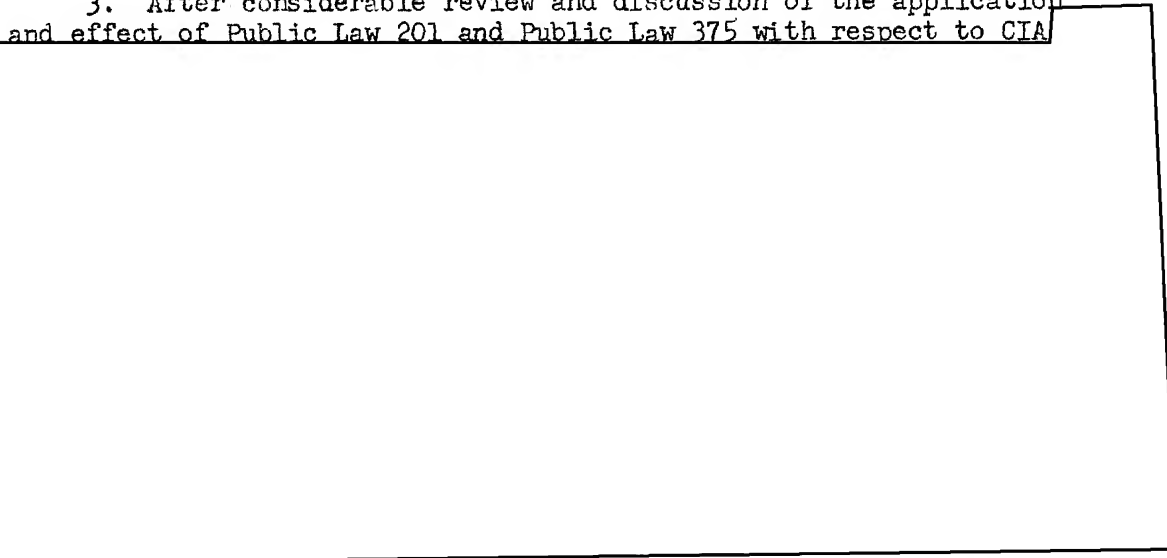 3. After considerable review and discussion of the application
and effect of Public Law 201 and Public Law 375 with respect to CIA